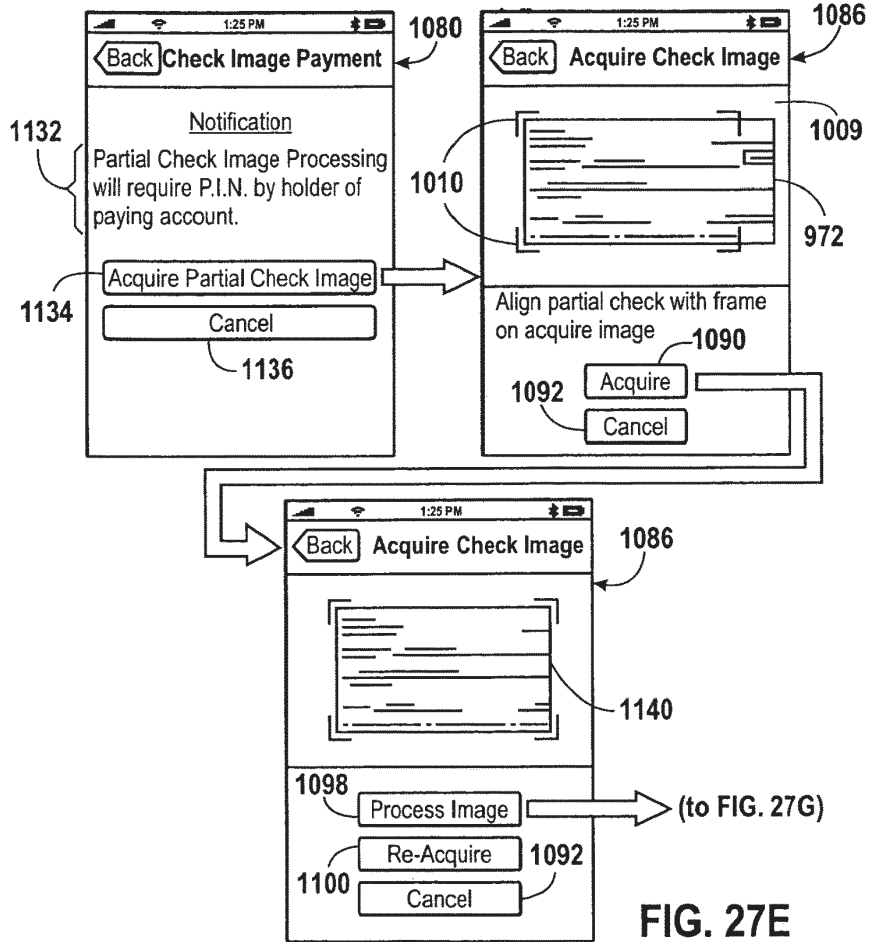 1:25 PM
Back Check Image Payment
1080
Notification
1132
Partial Check Image Processing
will require P.I.N. by holder of
paying account.
Acquire Partial Check Image
1134
Cancel
1136
1:25 PM
1086
Back Acquire Check Image
1009
1010
972
Align partial check with frame
on acquire image
1090
Acquire
1092
Cancel
1:25 PM
Back Acquire Check Image
1086
1140
1098
Process Image
(to FIG. 27G)
Re-Acquire
1100
1092
Cancel
FIG. 27E